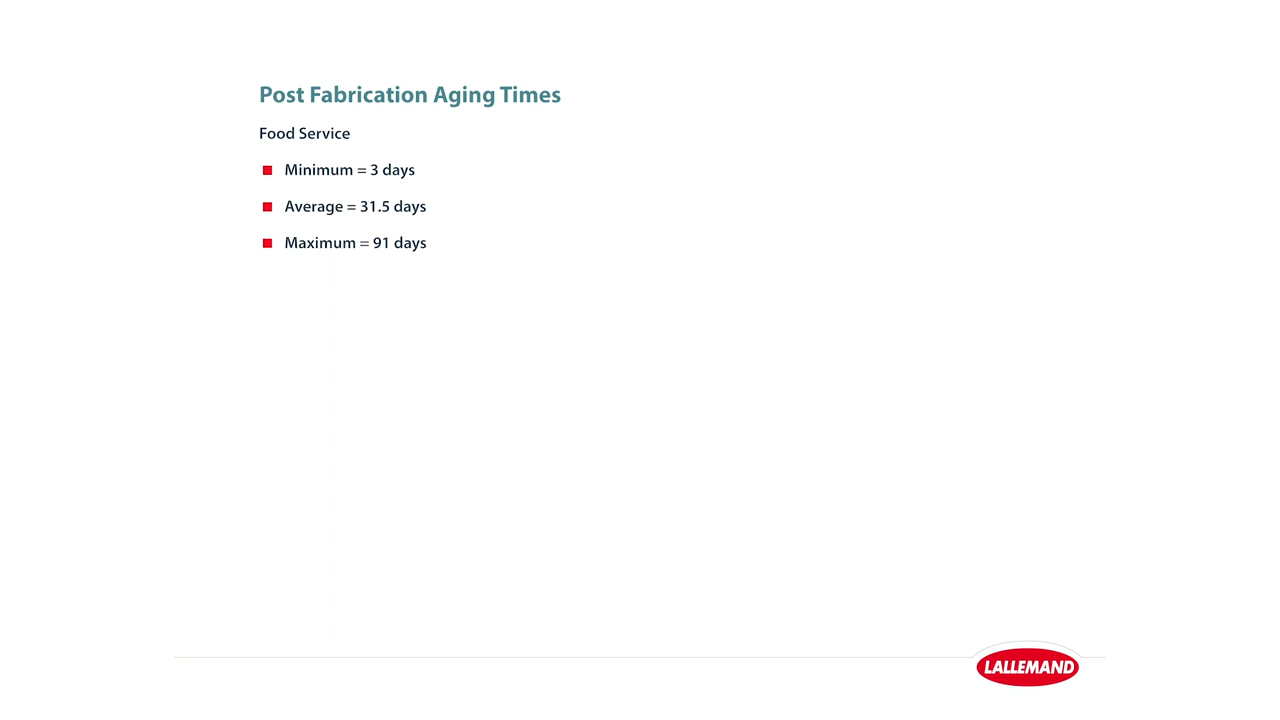 Post Fabrication Aging Times
Food Service
Minimum = 3 days
Average = 31.5 days
Maximum = 91 days
LALLEMAND